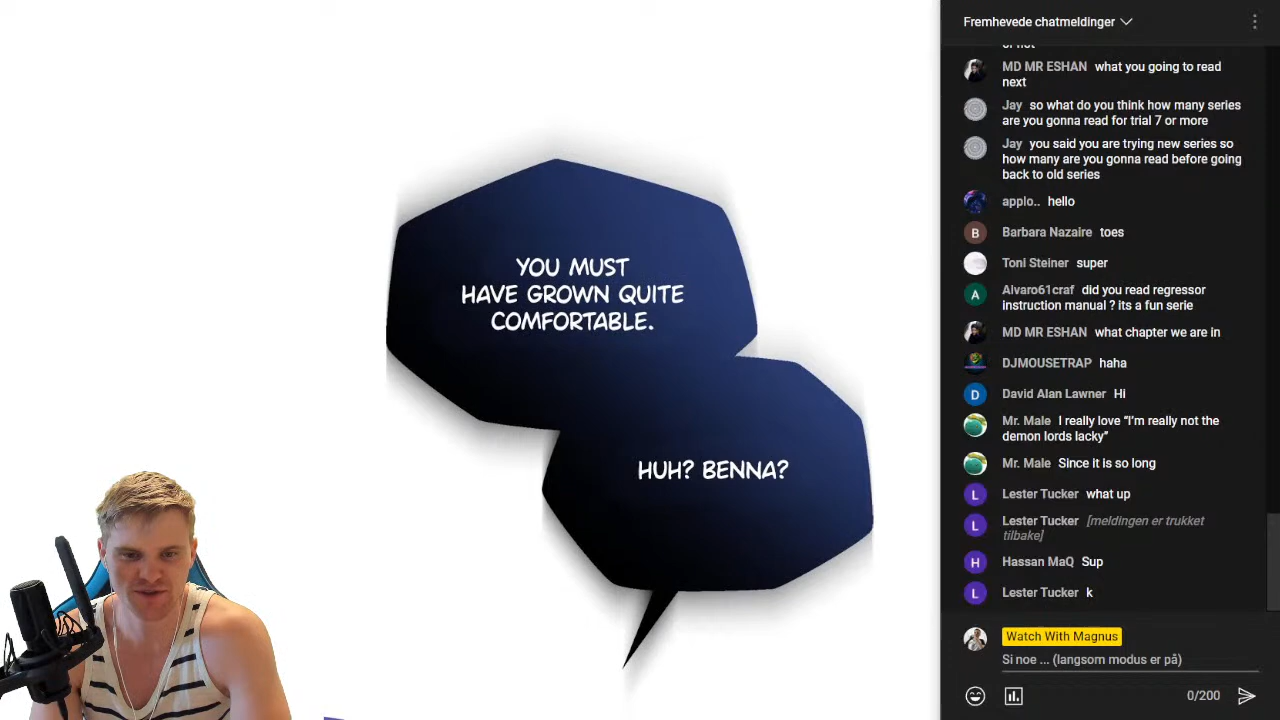 YOU MUST
HAVE GROWN QUITE
COMFORTABLE.
HUH? BENNA?
Fremhevede chatmeldinger
or not
MD MR ESHAN what you going to read
next
Jay so what do you think how many series
are you gonna read for trial 7 or more
Jay you said you are trying new series so
how many are you gonna read before going
back to old series
applo.. hello
B
Barbara Nazaire toes
Toni Steiner super
A
Alvaro61craf did you read regressor
instruction manual ? its a fun serie
MD MR ESHAN what chapter we are in
DJMOUSETRAP haha
D
David Alan Lawner Hi
Mr. Male I really love “I’m really not the
demon lords lacky”
Mr. Male Since it is so long
L
Lester Tucker what up
L
Lester Tucker [meldingen er trukket
tilbake]
H
Hassan MaQ Sup
L
Lester Tucker k
Watch With Magnus
Si noe ... (langsom modus er på)
0/200